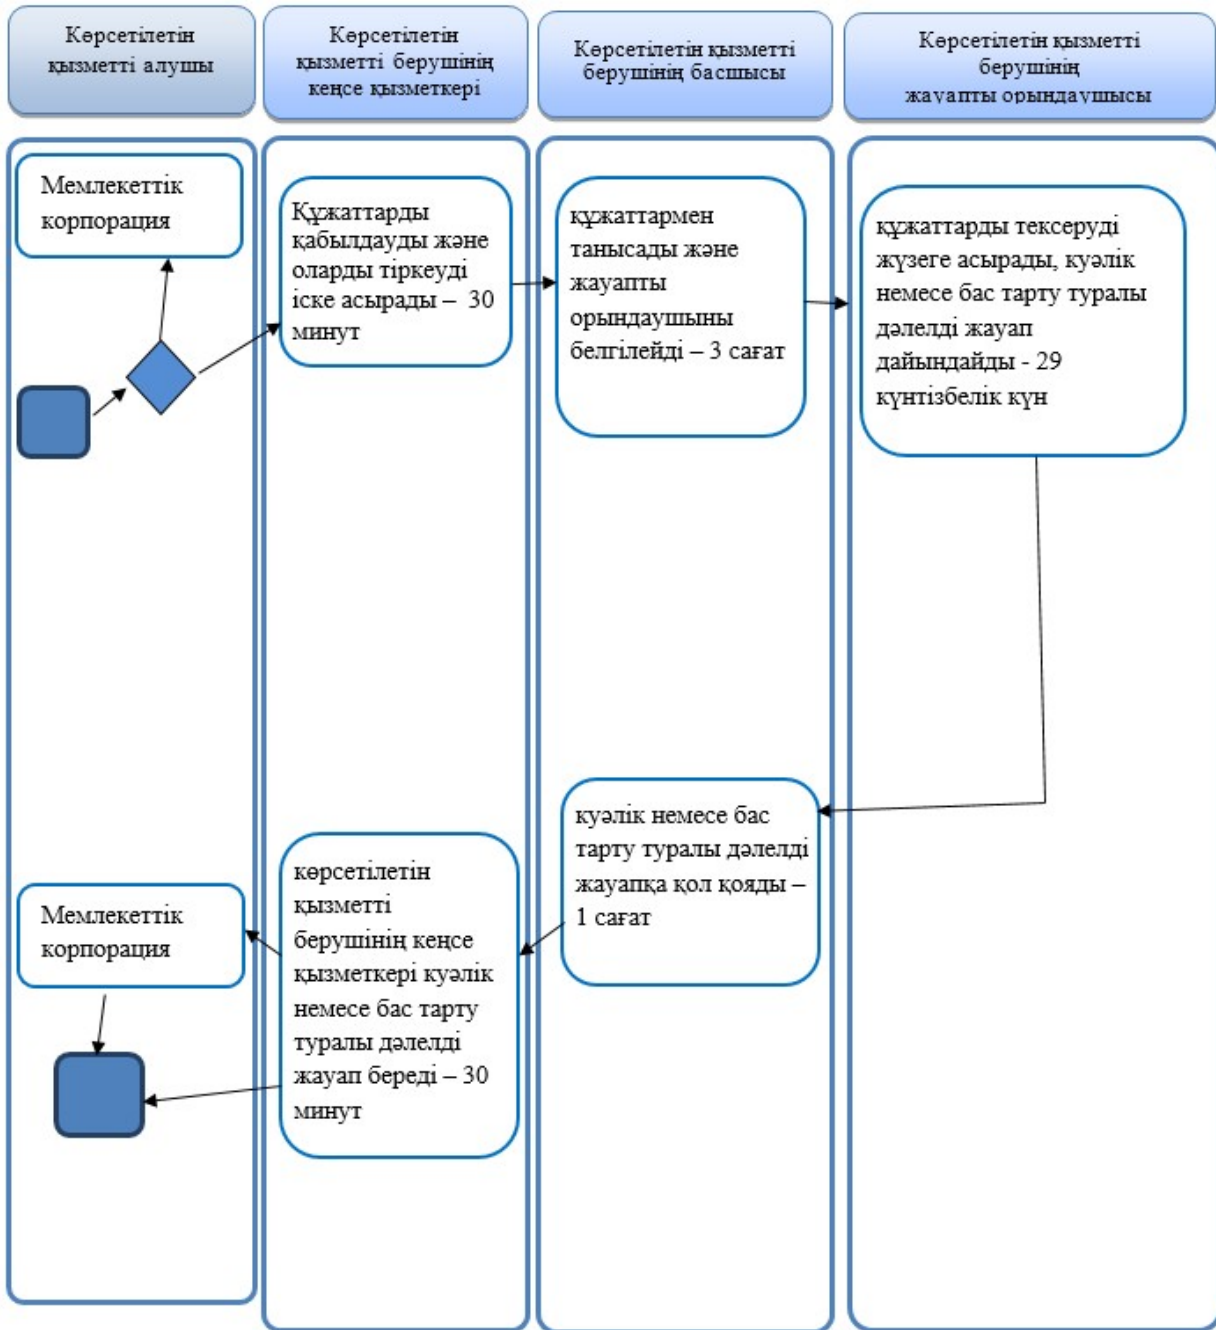 Көрсетілетін
қызметті алушы
Көрсетілетін
қызметті берушінің
кеңсе қызметкері
Көрсетілетін қызметті
берушінің басшысы
Көрсетілетін қызметті
берушінің
жауапты орындаушысы
Мемлекеттік
корпорация
Құжаттарды
қабылдауды және
оларды тіркеуді
іске асырады – 30
минут
құжаттармен
танысады және
жауапты
орындаушыны
белгілейді – 3 сағат
құжаттарды тексеруді
жүзеге асырады, куәлік
немесе бас тарту туралы
дәлелді жауап
дайындайды - 29
күнтізбелік күн
куәлік немесе бас
тарту туралы дәлелді
жауапқа қол қояды –
1 сағат
көрсетілетін
қызметті
берушінің кеңсе
қызметкері куәлік
немесе бас тарту
туралы дәлелді
жауап береді – 30
минут
Мемлекеттік
корпорация